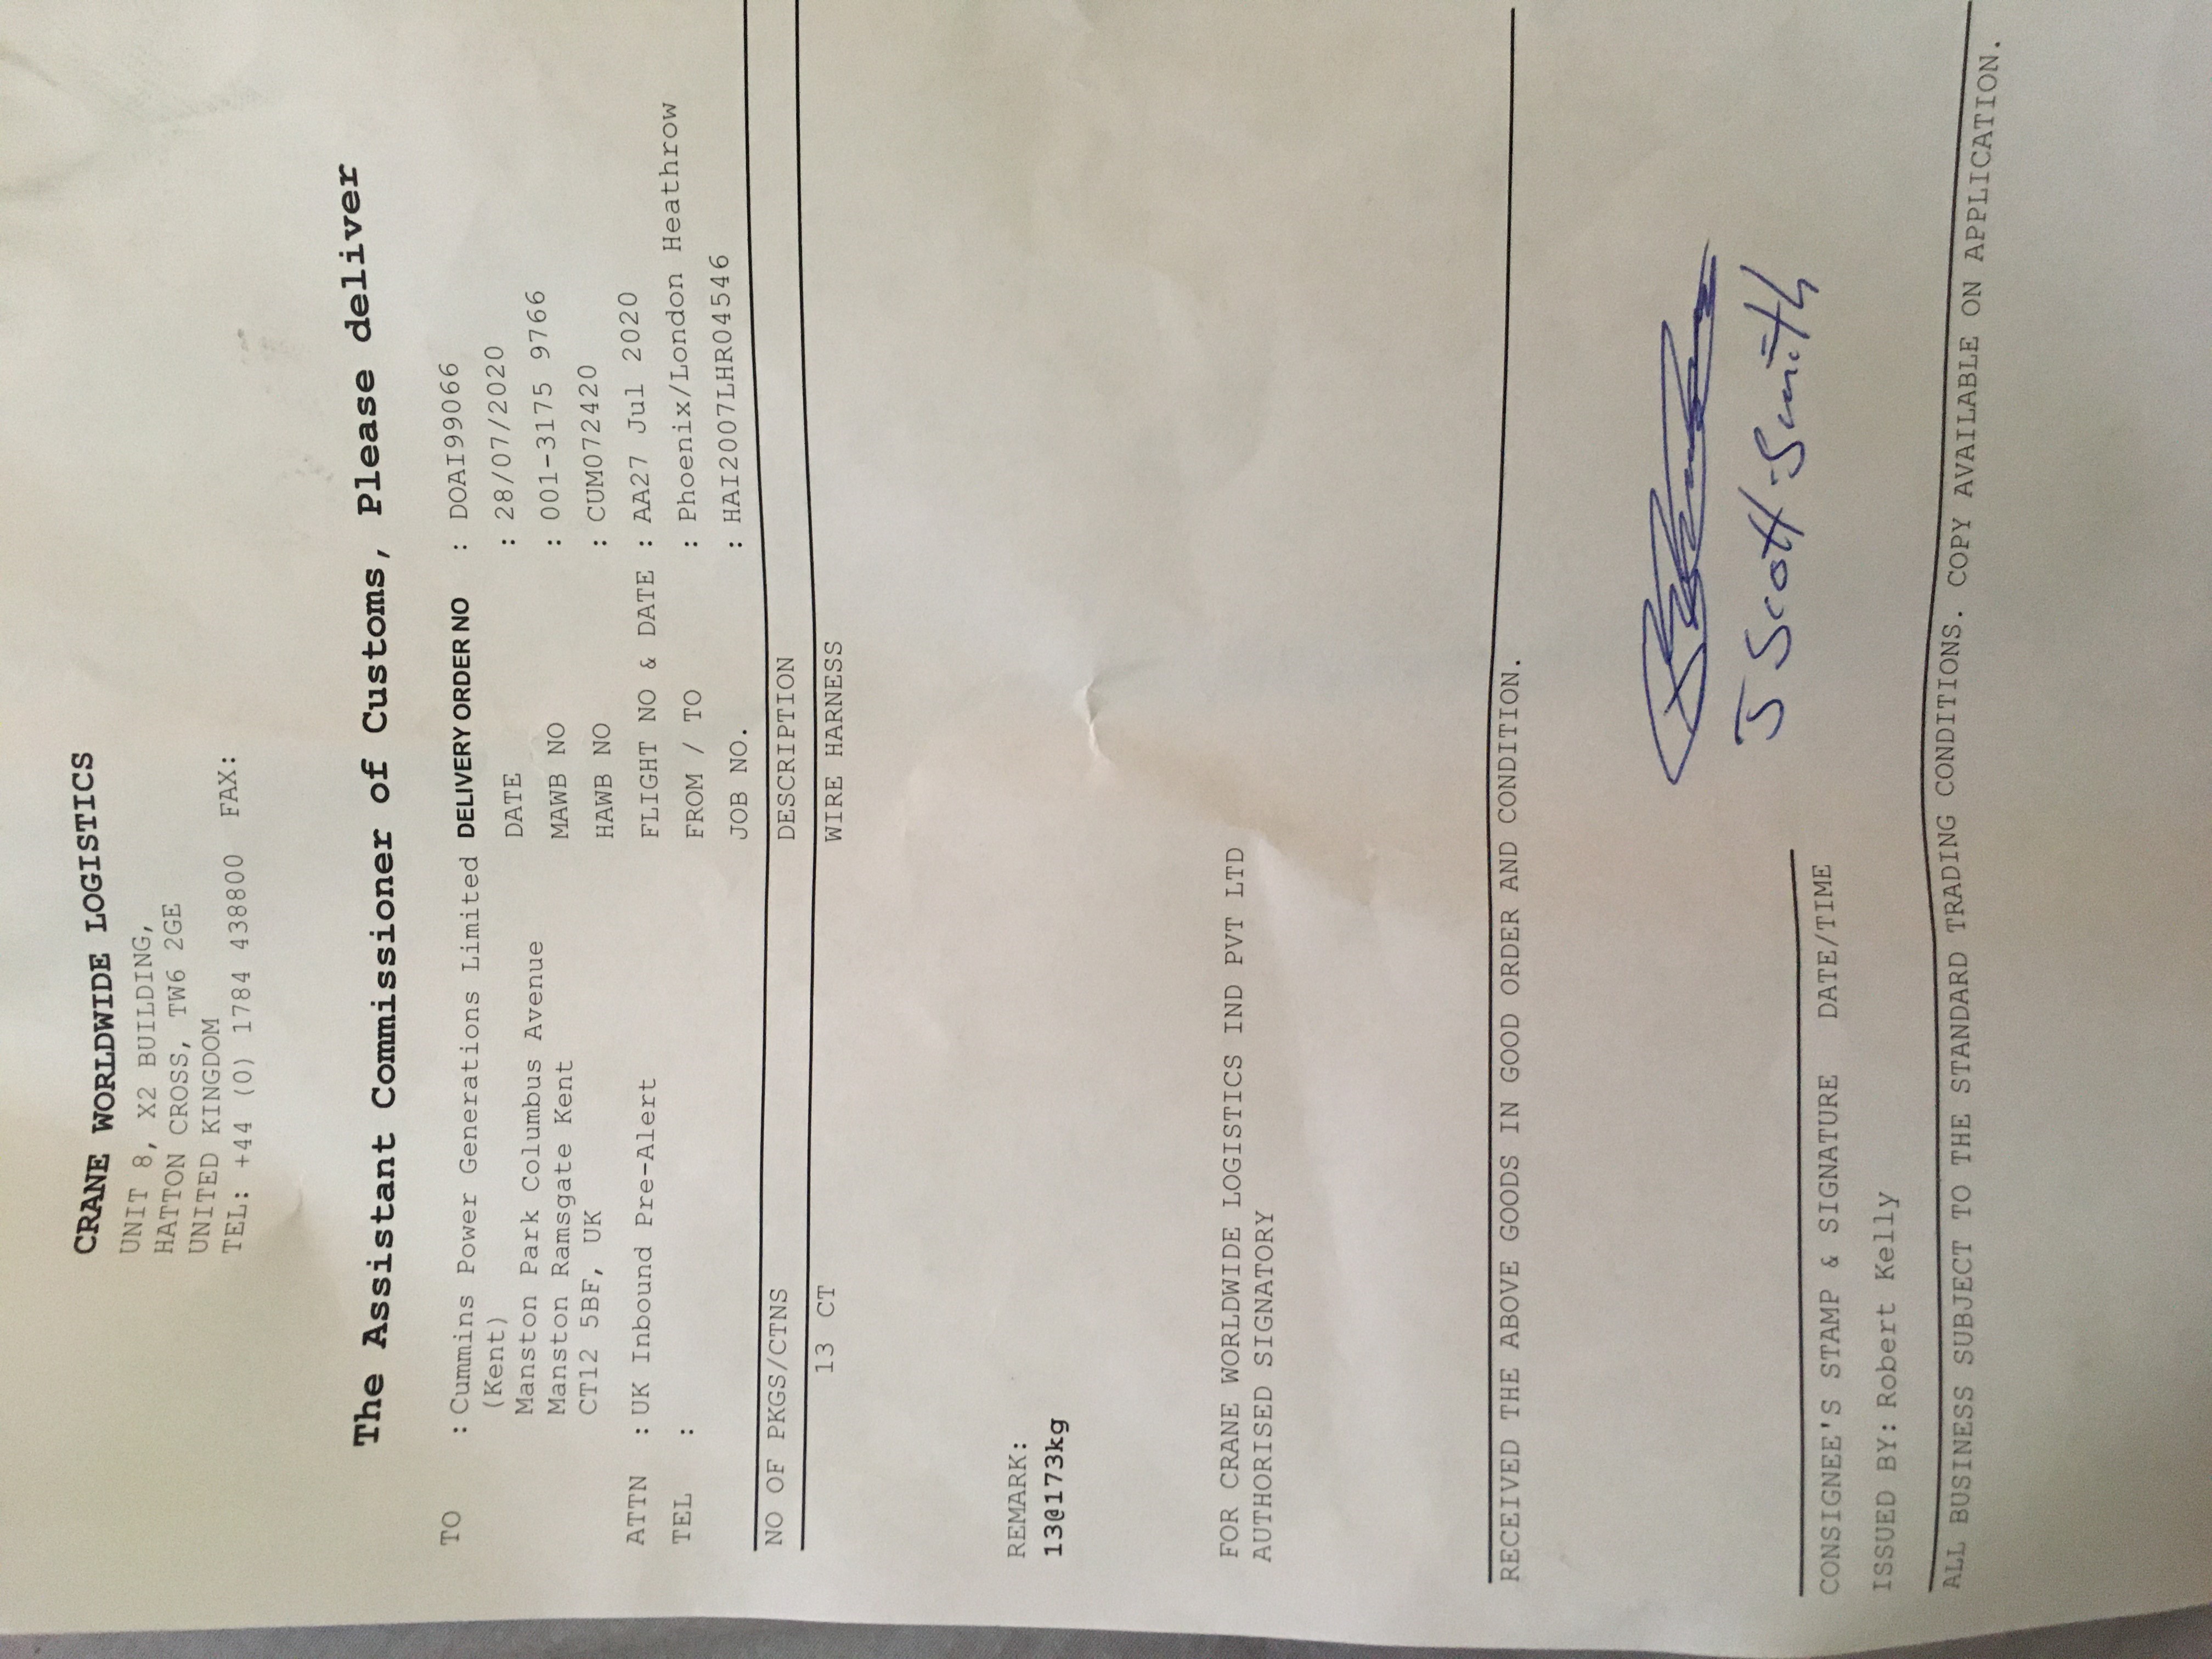 CRANE WORLDWIDE LOGISTICS
UNIT 8, X2 BUILDING,
HATTON CROSS, TW6 2GE
UNITED KINGDOM
TEL: +44 (0) 1784 438800 FAX:
The Assistant Commissioner of Customs, Please deliver
TO : Cummins Power Generations Limited DELIVERY ORDER NO : DOAI99066
(Kent) DATE : 28/07/2020
Manston Park Columbus Avenue MAWB NO : 001-3175 9766
Manston Ramsgate Kent HAWB NO : CUM072420
CT12 5BF, UK
ATTN : UK Inbound Pre-Alert FLIGHT NO & DATE : AA27 Jul 2020
TEL : FROM / TO : Phoenix/London Heathrow
JOB NO. : HAI2007LHR04546
NO OF PKGS/CTNS DESCRIPTION
13 CT WIRE HARNESS
REMARK:
13@173kg
FOR CRANE WORLDWIDE LOGISTICS IND PVT LTD
AUTHORISED SIGNATORY
RECEIVED THE ABOVE GOODS IN GOOD ORDER AND CONDITION.
J Scott-Smith
CONSIGNEE'S STAMP & SIGNATURE DATE/TIME
ISSUED BY: Robert Kelly
ALL BUSINESS SUBJECT TO THE STANDARD TRADING CONDITIONS. COPY AVAILABLE ON APPLICATION.